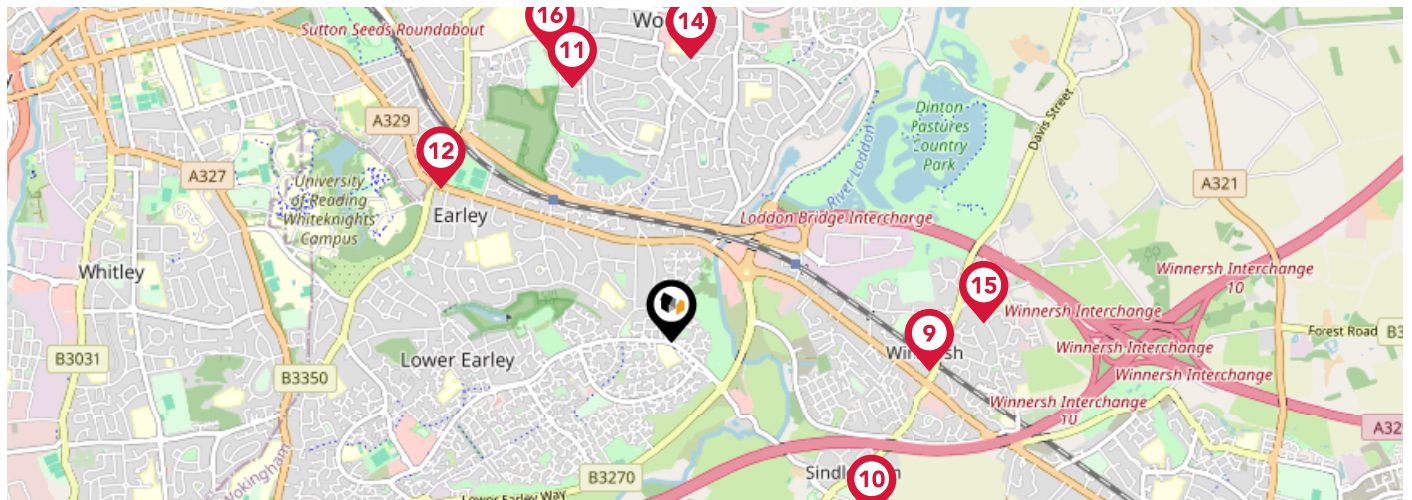 16
Wo
14
Sutton Seeds Roundabout
11
Dinton
Pastures
Country
Park
Davis Street
A329
12
River Loddon
A327
A321
University
of Reading
Whiteknights
Campus
Earley
Loddon Bridge Interchange
Whitley
Winnersh Interchange
10
15
Winnersh Interchange
Forest Road
9
Winnersh Interchange
B3031
Lower Earley
Winnersh Interchange
B3350
Winnersh Interchange
10
A32
Wokingham
B3270
10
Lower Earley Way